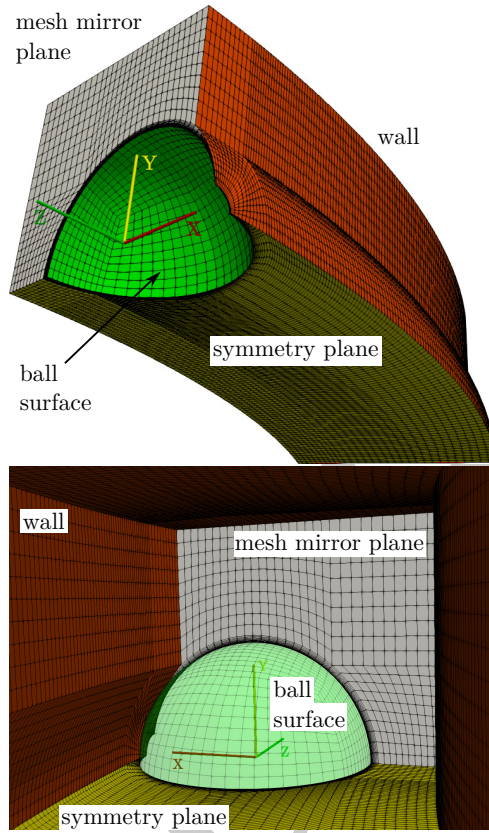 mesh mirror
plane
wall
Y
Z
X
symmetry plane
ball
surface
wall
mesh mirror plane
y
ball
surface
z
x
symmetry plane